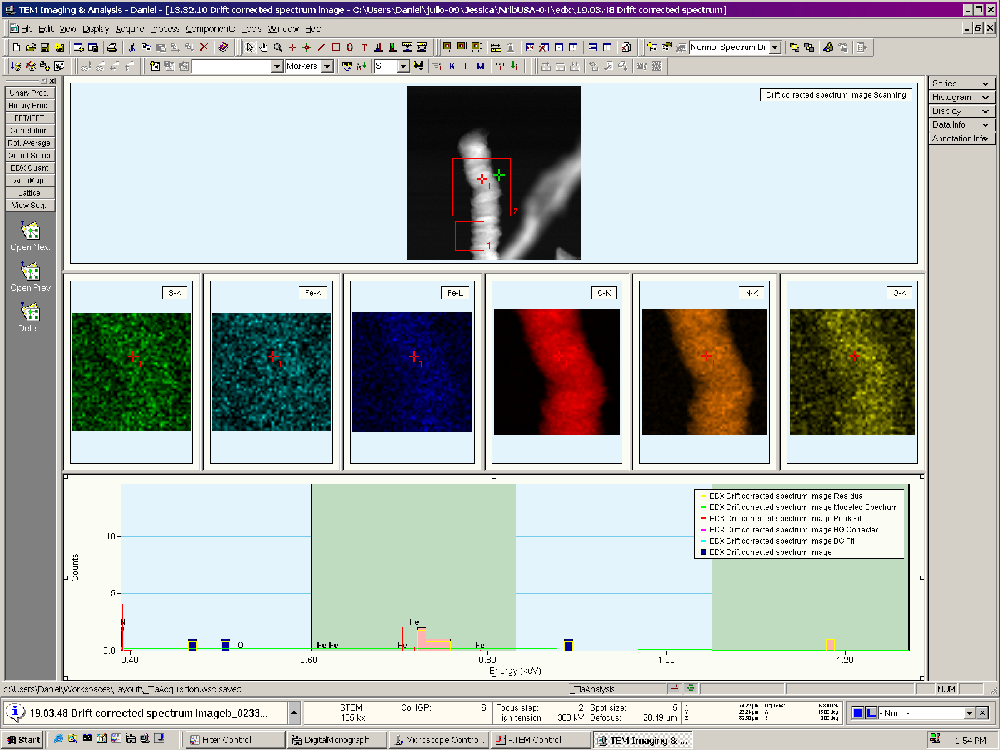 TEM Imaging & Analysis - Daniel - [13.32.10 Drift corrected spectrum image - C:\Users\Daniel\julio-09\Jessica\NribUSA-04\edx\19.03.48 Drift corrected spectrum]
File Edit View Display Acquire Process Components Tools Window Help
Normal Spectrum Di
Markers S K L M
Unary Proc.
Binary Proc.
FFT/IFFT
Correlation
Rot. Average
Quant Setup
EDX Quant
AutoMap
Lattice
View Seq.
Open Next
Open Prev
Delete
Drift corrected spectrum image Scanning
1
2
1
Series
Histogram
Display
Data Info
Annotation Info
S-K Fe-K Fe-L C-K N-K O-K
1 1 1 1 1 1
EDX Drift corrected spectrum image Residual
EDX Drift corrected spectrum image Modeled Spectrum
EDX Drift corrected spectrum image Peak Fit
EDX Drift corrected spectrum image BG Corrected
EDX Drift corrected spectrum image BG Fit
EDX Drift corrected spectrum image
Counts
10
5
0.0
N O Fe Fe Fe Fe Fe
0.40 0.60 0.80 1.00 1.20
Energy (keV)
c:\Users\Daniel\Workspaces\Layout\_TiaAcquisition.wsp saved
_TiaAnalysis
NUM
19.03.48 Drift corrected spectrum imageb_0233...
STEM Col IGP: 6 Focus step: 2 Spot size: 5
135 kx High tension: 300 kV Defocus: 28.49 µm
X -74.22 µm Obj Lens: 96.8000 %
Y -23.24 µm A 15.00 deg
Z 82.80 µm B 0.00 deg
- None -
Start
Filter Control
DigitalMicrograph
Microscope Control...
RTEM Control
TEM Imaging & ...
1:54 PM